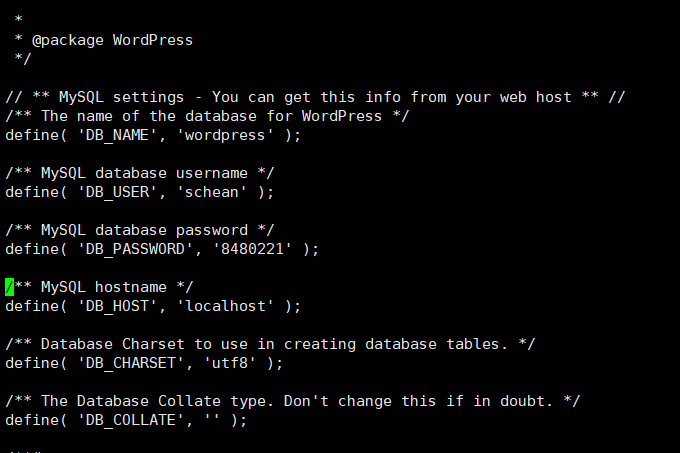 *
* @package WordPress
*/
// ** MySQL settings - You can get this info from your web host ** //
/** The name of the database for WordPress */
define( 'DB_NAME', 'wordpress' );
/** MySQL database username */
define( 'DB_USER', 'schean' );
/** MySQL database password */
define( 'DB_PASSWORD', '8480221' );
/** MySQL hostname */
define( 'DB_HOST', 'localhost' );
/** Database Charset to use in creating database tables. */
define( 'DB_CHARSET', 'utf8' );
/** The Database Collate type. Don't change this if in doubt. */
define( 'DB_COLLATE', '' );